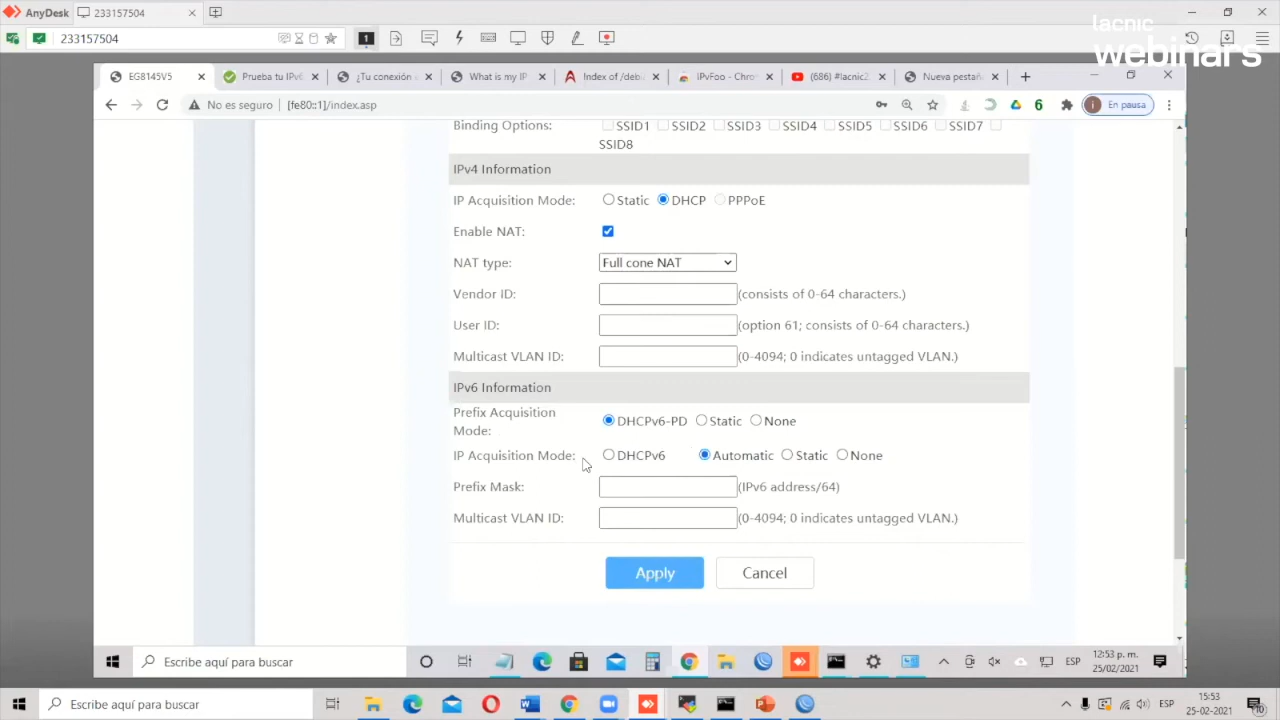 AnyDesk 233157504
lacnic
webinars
233157504 1
EG8145V5 Prueba tu IPv6 ¿Tu conexión What is my IP Index of /deb IPvFoo - Chro (686) #lacnic Nueva pestañ
No es seguro [fe80::1]/index.asp 6 i En pausa
Binding Options: SSID1 SSID2 SSID3 SSID4 SSID5 SSID6 SSID7
SSID8
IPv4 Information
IP Acquisition Mode: Static DHCP PPPoE
Enable NAT:
NAT type: Full cone NAT
Vendor ID: (consists of 0-64 characters.)
User ID: (option 61; consists of 0-64 characters.)
Multicast VLAN ID: (0-4094; 0 indicates untagged VLAN.)
IPv6 Information
Prefix Acquisition
Mode: DHCPv6-PD Static None
IP Acquisition Mode: DHCPv6 Automatic Static None
Prefix Mask: (IPv6 address/64)
Multicast VLAN ID: (0-4094; 0 indicates untagged VLAN.)
Apply Cancel
Escribe aquí para buscar ESP 12:53 p. m.
25/02/2021
Escribe aquí para buscar ESP 15:53
25-02-2021